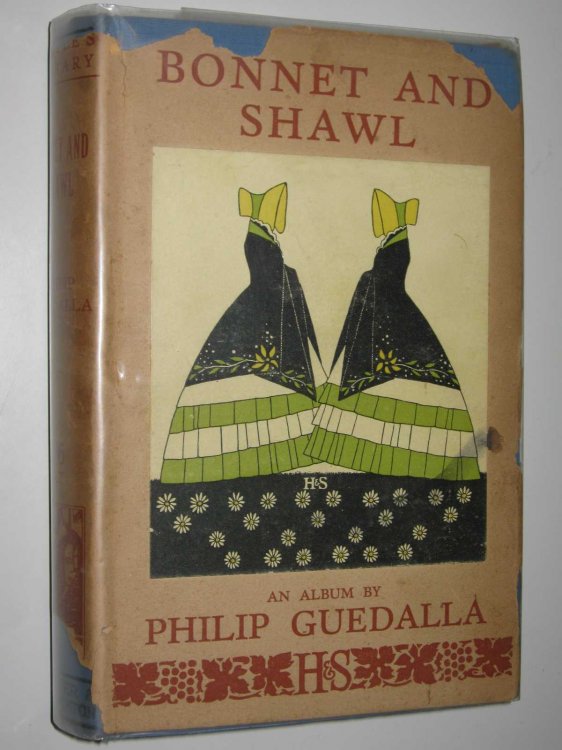 BONNET AND
SHAWL
H&S
AN ALBUM BY
PHILIP GUEDALLA
H&S